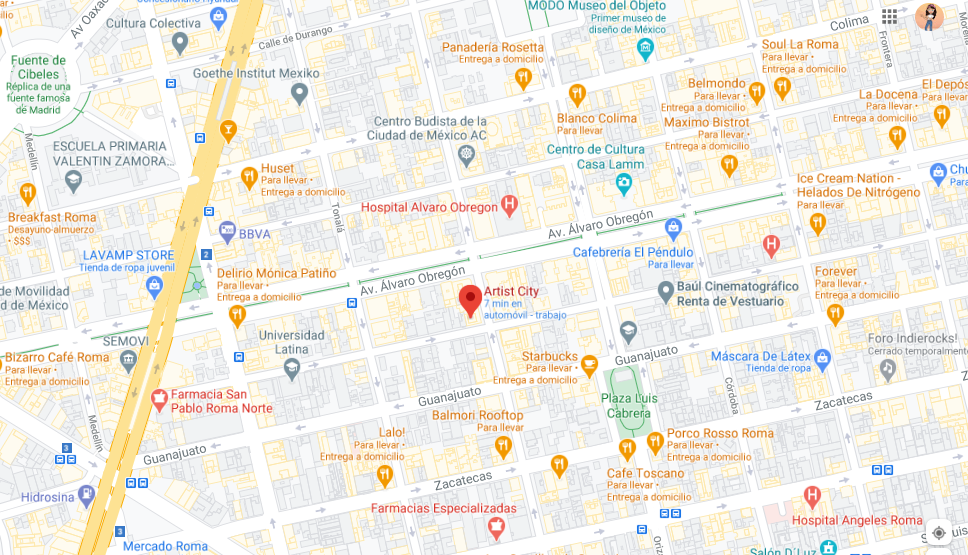 Concesionario Hyundai
Av Oaxaca
Cultura Colectiva
Calle de Durango
MODO Museo del Objeto
Primer museo de
diseño de México
Colima
Frontera
Fuente de
Cibeles
Réplica de una
fuente famosa
de Madrid
Goethe Institut Mexiko
Panadería Rosetta
Entrega a domicilio
Soul La Roma
Para llevar •
Entrega a domicilio
Belmondo
Para llevar •
Entrega a domicilio
El Depós
Para llevar
La Docena
Para llevar •
Entrega a domicilio
Blanco Colima
Para llevar
Maximo Bistrot
Para llevar •
Entrega a domicilio
Centro Budista de la
Ciudad de México AC
Medellín
ESCUELA PRIMARIA
VALENTIN ZAMORA...
Centro de Cultura
Casa Lamm
Huset
Para llevar •
Entrega a domicilio
Ice Cream Nation -
Helados De Nitrógeno
Para llevar
Chu
Para
Breakfast Roma
Desayuno-almuerzo
• $$$
Tonalá
Hospital Alvaro Obregon
H
Av. Álvaro Obregón
BBVA
H
LAVAMP STORE
Tienda de ropa juvenil
2
Cafebrería El Péndulo
Para llevar
Delirio Mónica Patiño
Para llevar •
Entrega a domicilio
Av. Álvaro Obregón
Forever
Para llevar •
Entrega a domicilio
de Movilidad
d de México
Artist City
7 min en
automóvil - trabajo
Baúl Cinematográfico
Renta de Vestuario
SEMOVI
Universidad
Latina
Foro Indierocks!
Cerrado temporalmente
Bizarro Café Roma
Para llevar •
Entrega a domicilio
Starbucks
Para llevar •
Entrega a domicilio
Guanajuato
Máscara De Látex
Tienda de ropa
Córdoba
Farmacia San
Pablo Roma Norte
Guanajuato
Plaza Luis
Cabrera
Zacatecas
Medellín
Balmori Rooftop
Para llevar
Lalo!
Para llevar •
Entrega a domicilio
Porco Rosso Roma
Para llevar •
Entrega a domicilio
3
Guanajuato
Zacatecas
Cafe Toscano
Para llevar •
Entrega a domicilio
Hidrosina
Farmacias Especializadas
H
Hospital Angeles Roma
3
Mercado Roma
Salón D´Luz